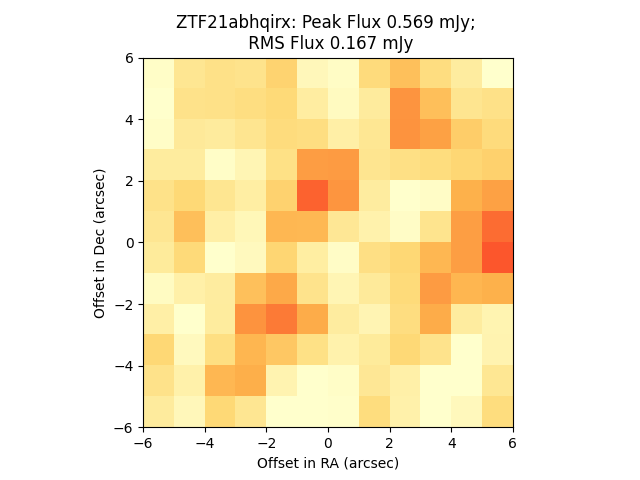 ZTF21abhqirx: Peak Flux 0.569 mJy;
RMS Flux 0.167 mJy
6
4
2
0
−2
−4
−6
Offset in Dec (arcsec)
−6 −4 −2 0 2 4 6
Offset in RA (arcsec)